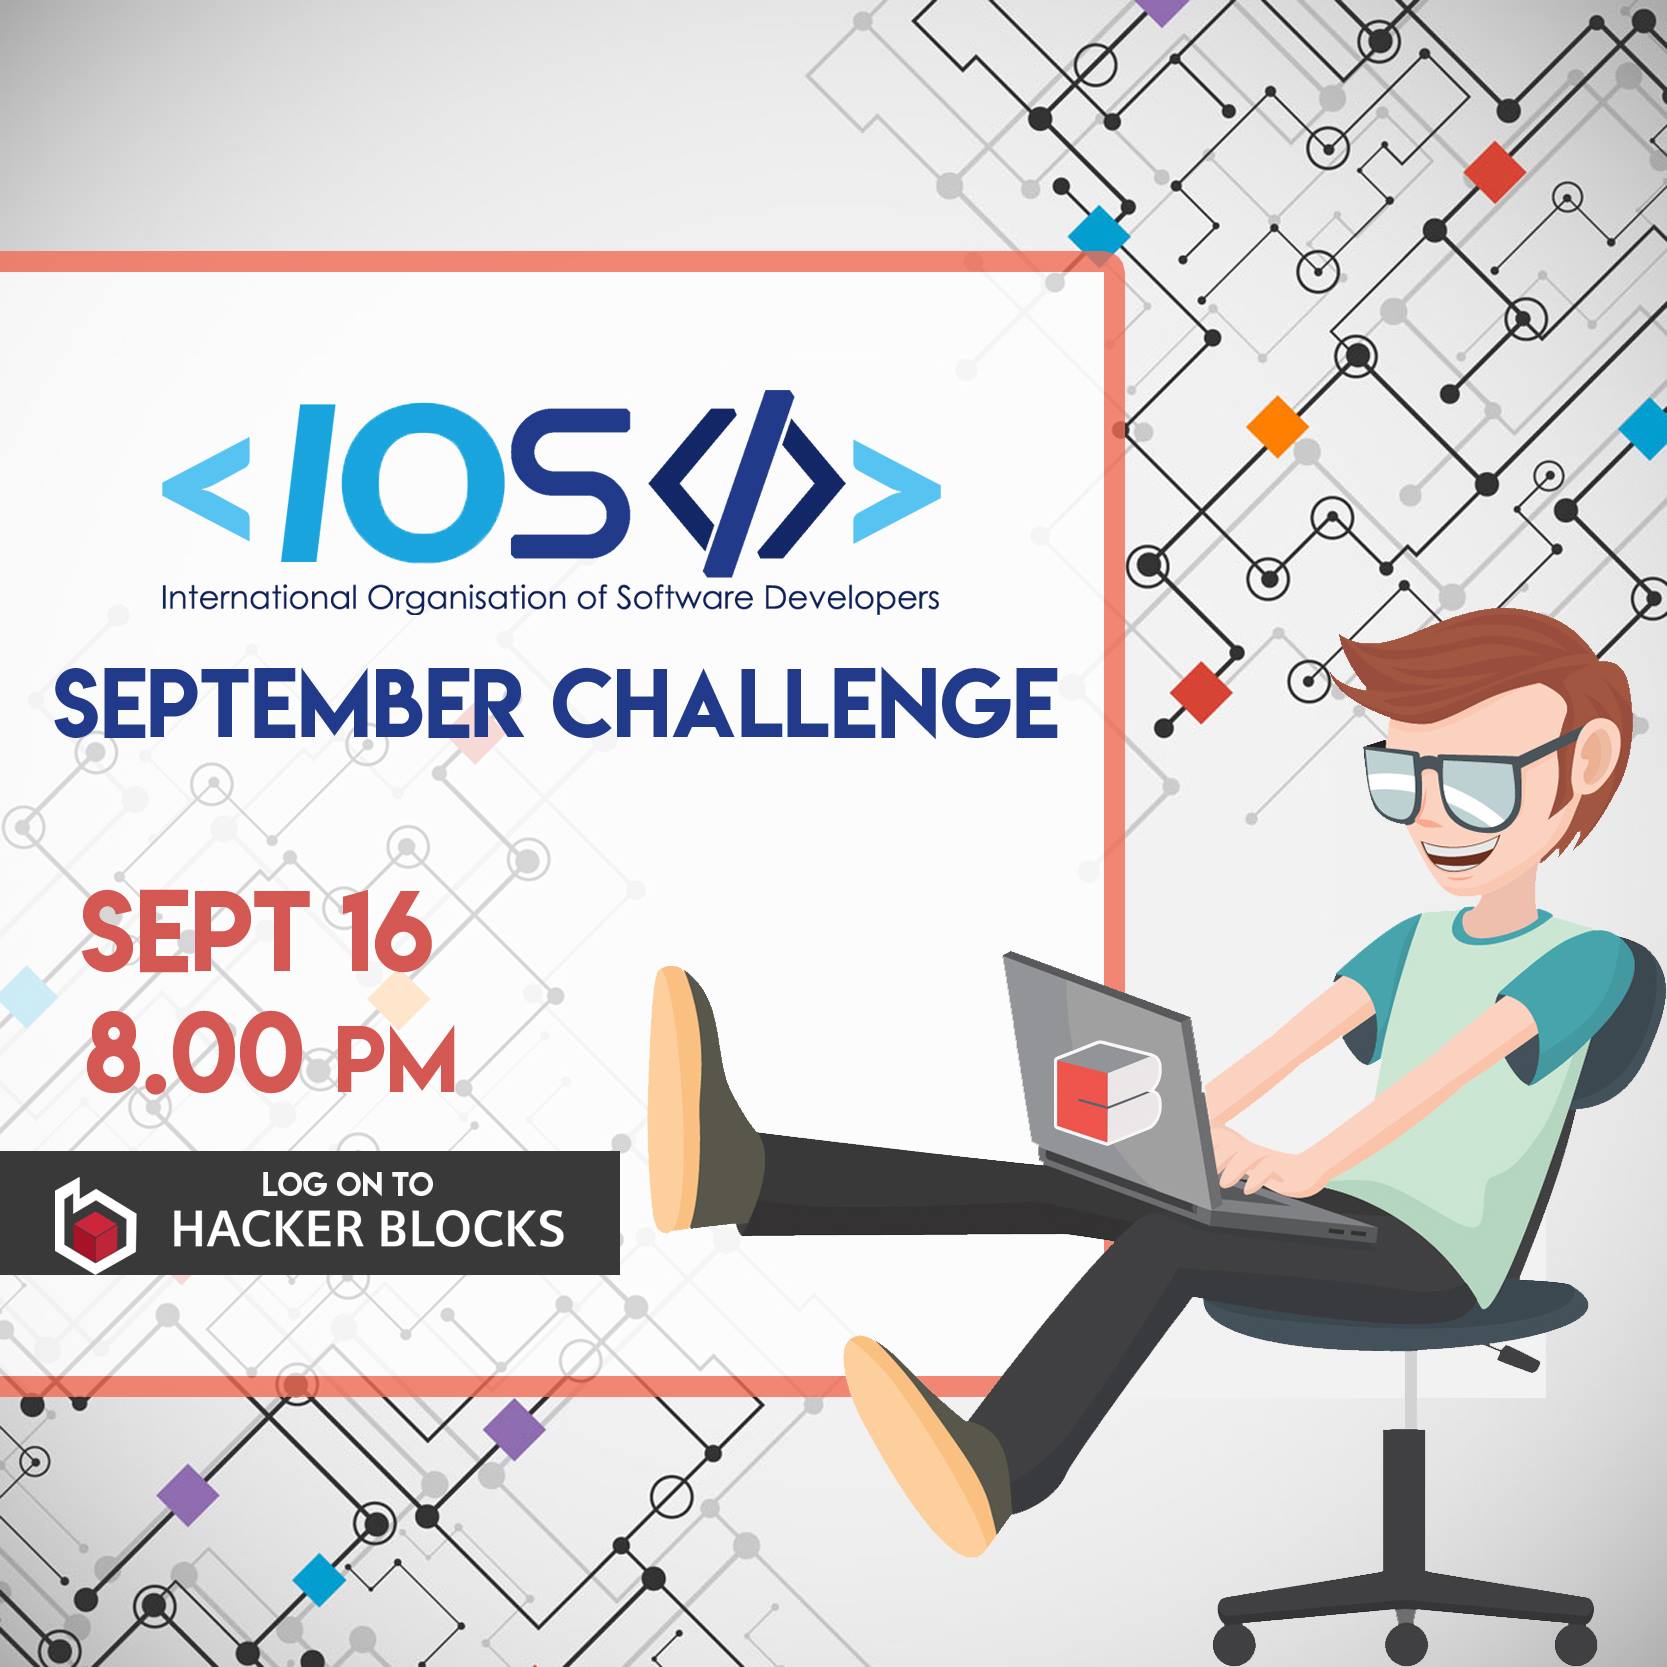 <IOS</>>
International Organisation of Software Developers
SEPTEMBER CHALLENGE
SEPT 16
8.00 PM
LOG ON TO
HACKER BLOCKS